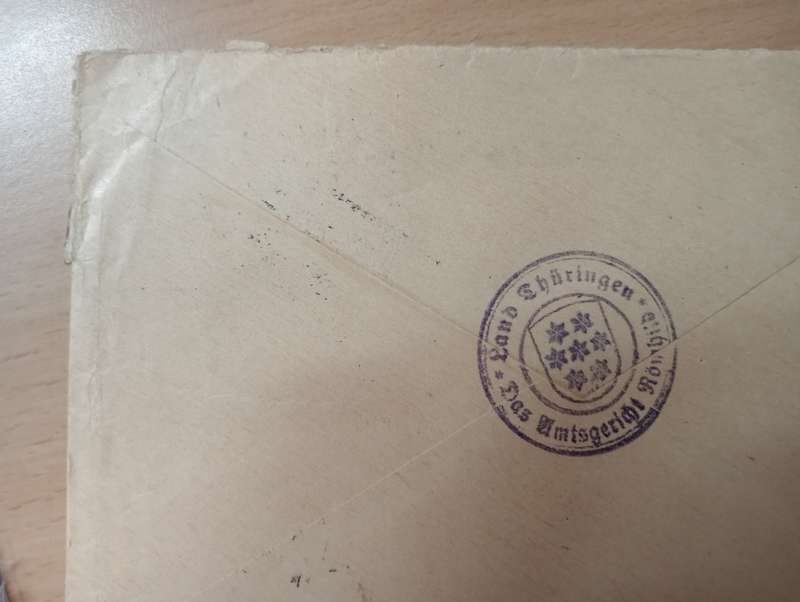 * Land Thüringen *
Das Amtsgericht